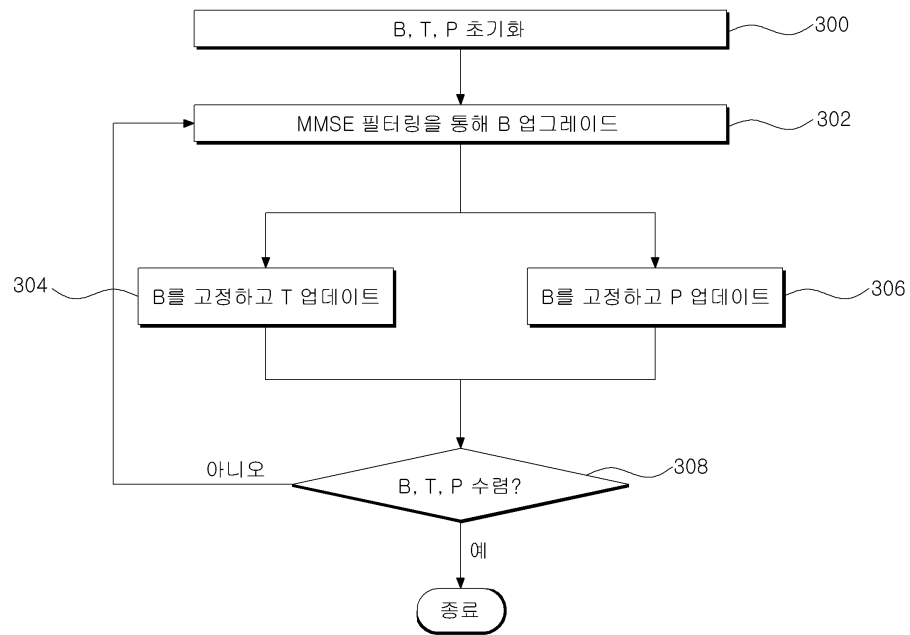 B, T, P 초기화
300
MMSE 필터링을 통해 B 업그레이드
302
304
B를 고정하고 T 업데이트
B를 고정하고 P 업데이트
306
아니오
B, T, P 수렴?
308
예
종료